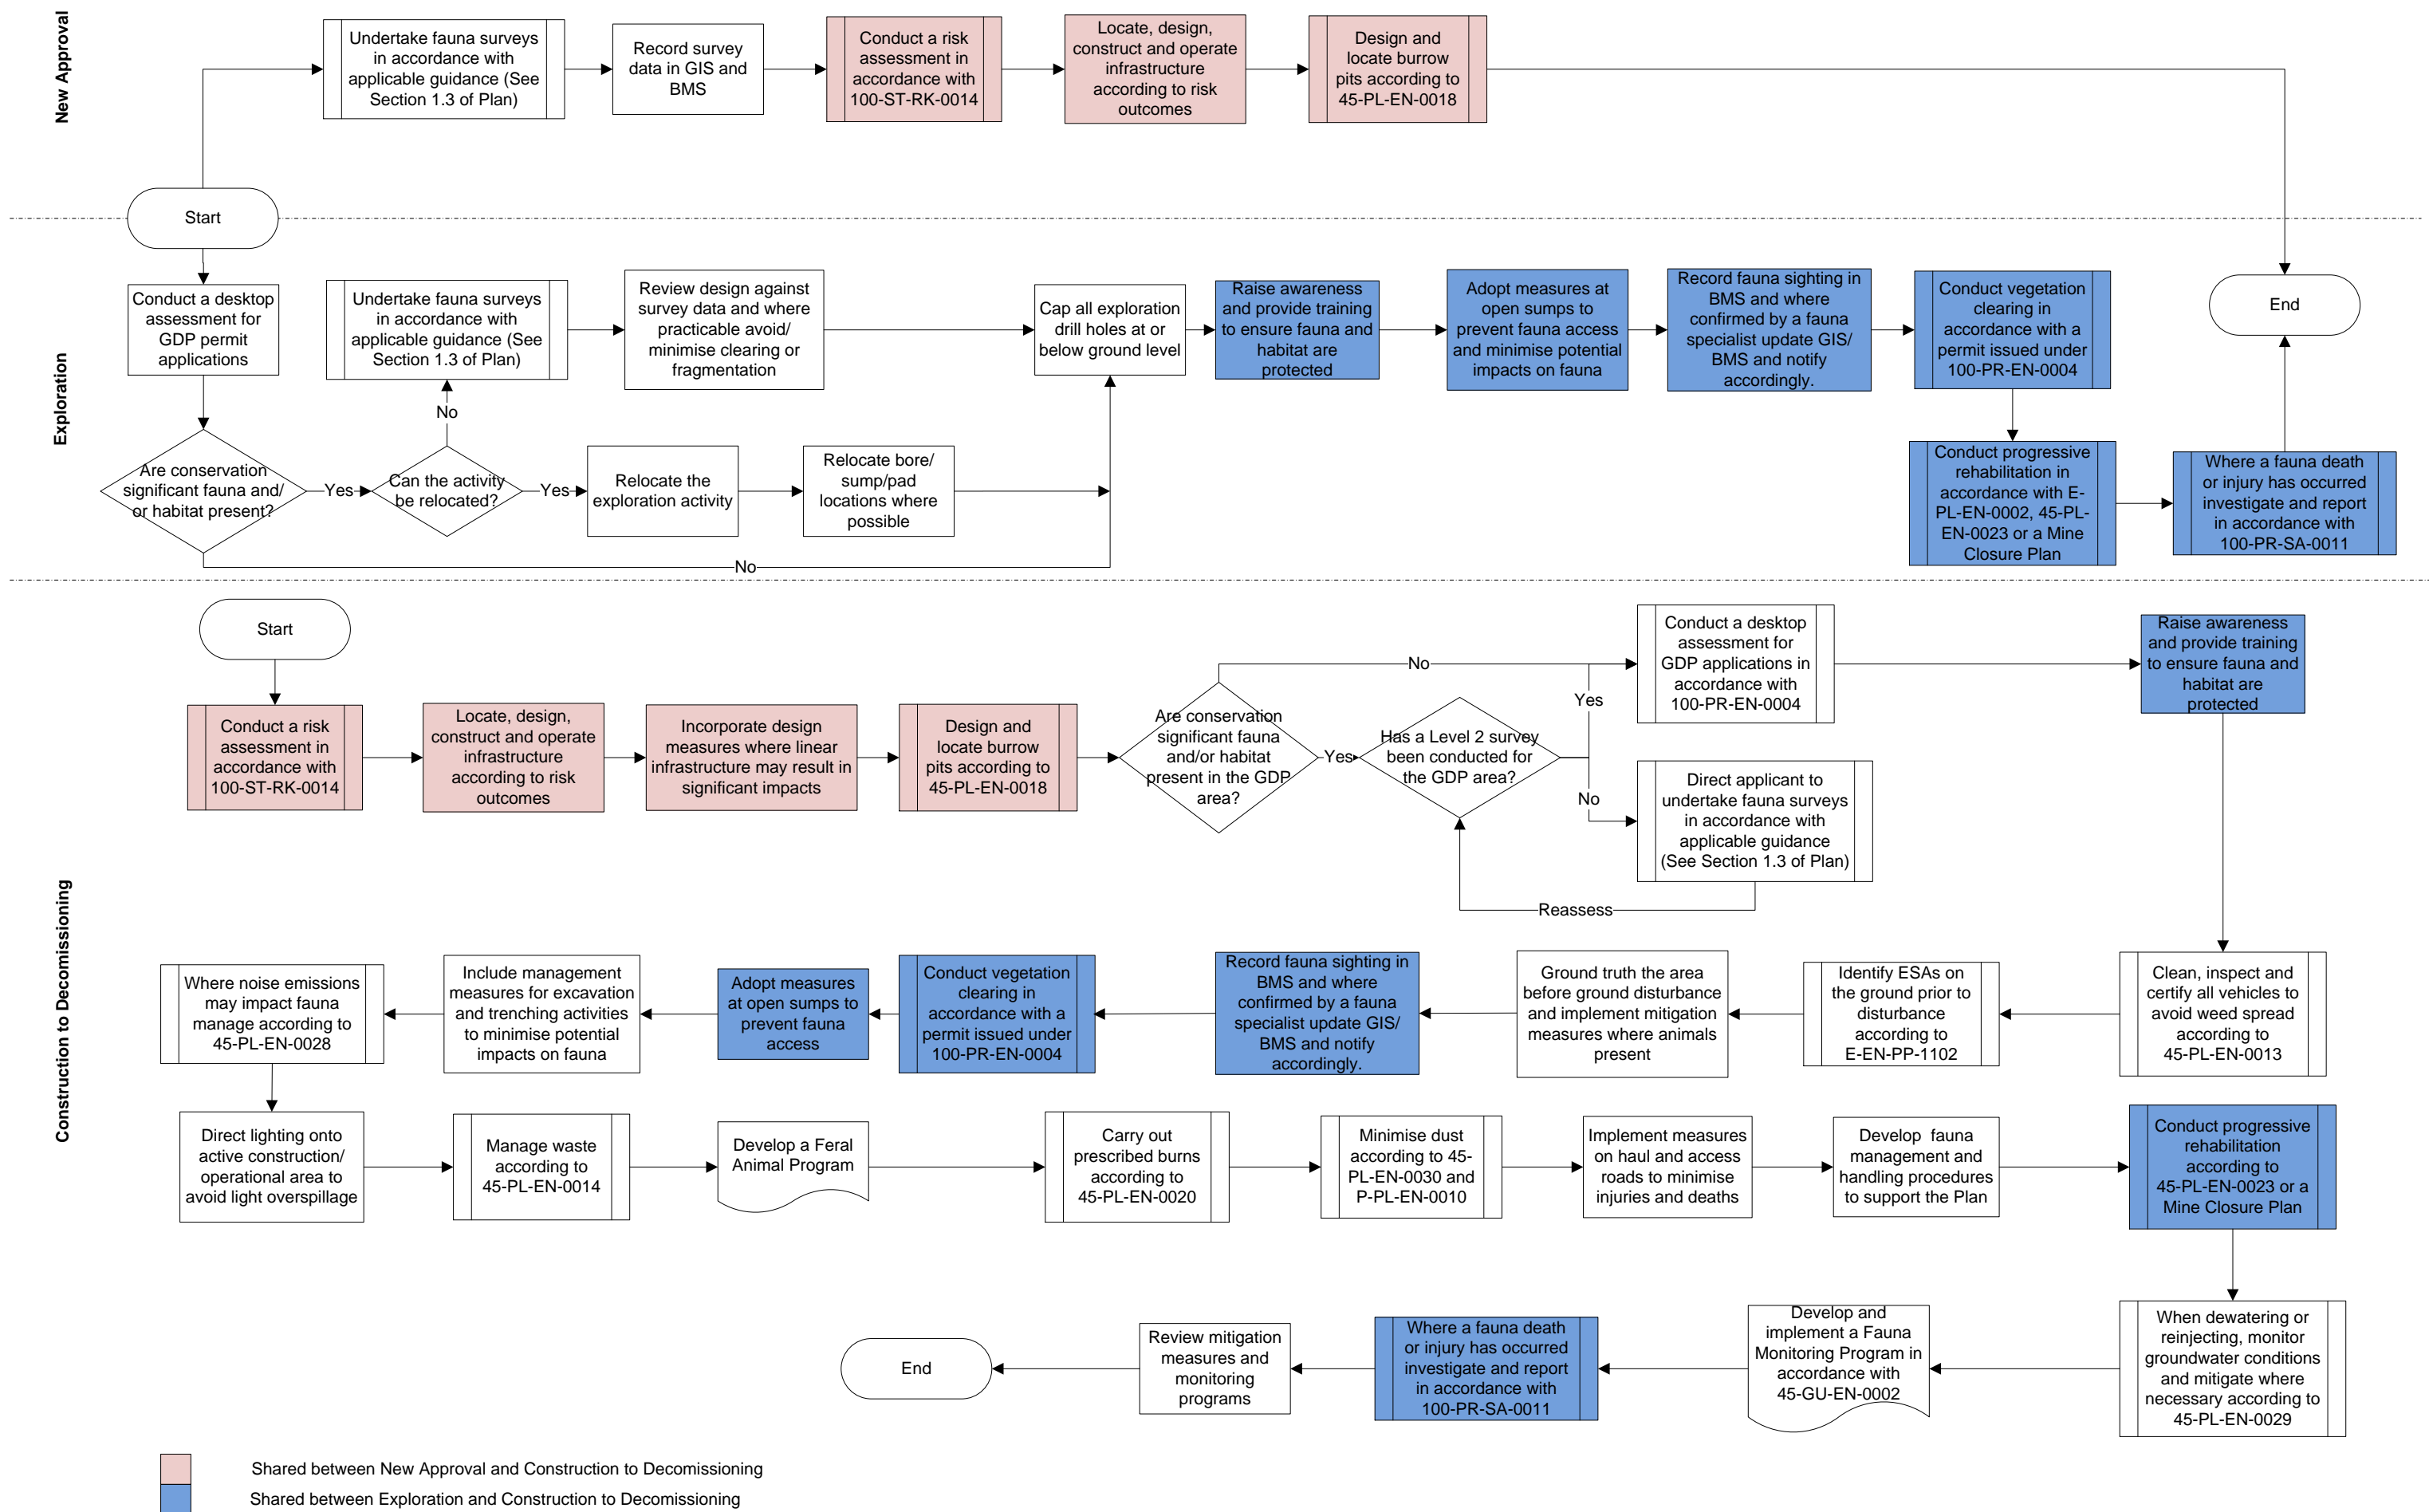 New Approval
Undertake fauna surveys
in accordance with
applicable guidance (See
Section 1.3 of Plan)
Record survey
data in GIS and
BMS
Conduct a risk
assessment in
accordance with
100-ST-RK-0014
Locate, design,
construct and operate
infrastructure
according to risk
outcomes
Design and
locate burrow
pits according to
45-PL-EN-0018
Start
Exploration
Conduct a desktop
assessment for
GDP permit
applications
Undertake fauna surveys
in accordance with
applicable guidance (See
Section 1.3 of Plan)
Review design against
survey data and where
practicable avoid/
minimise clearing or
fragmentation
Cap all exploration
drill holes at or
below ground level
Raise awareness
and provide training
to ensure fauna and
habitat are
protected
Adopt measures at
open sumps to
prevent fauna access
and minimise potential
impacts on fauna
Record fauna sighting in
BMS and where
confirmed by a fauna
specialist update GIS/
BMS and notify
accordingly.
Conduct vegetation
clearing in
accordance with a
permit issued under
100-PR-EN-0004
End
No
Are conservation
significant fauna and/
or habitat present?
Yes
Can the activity
be relocated?
Yes
Relocate the
exploration activity
Relocate bore/
sump/pad
locations where
possible
Conduct progressive
rehabilitation in
accordance with E-
PL-EN-0002, 45-PL-
EN-0023 or a Mine
Closure Plan
Where a fauna death
or injury has occurred
investigate and report
in accordance with
100-PR-SA-0011
No
Construction to Decomissioning
Start
Conduct a risk
assessment in
accordance with
100-ST-RK-0014
Locate, design,
construct and operate
infrastructure
according to risk
outcomes
Incorporate design
measures where linear
infrastructure may result in
significant impacts
Design and
locate burrow
pits according to
45-PL-EN-0018
Are conservation
significant fauna
and/or habitat
present in the GDP
area?
No
Yes
Has a Level 2 survey
been conducted for
the GDP area?
Yes
No
Conduct a desktop
assessment for
GDP applications in
accordance with
100-PR-EN-0004
Direct applicant to
undertake fauna surveys
in accordance with
applicable guidance
(See Section 1.3 of Plan)
Reassess
Raise awareness
and provide training
to ensure fauna and
habitat are
protected
Where noise emissions
may impact fauna
manage according to
45-PL-EN-0028
Include management
measures for excavation
and trenching activities
to minimise potential
impacts on fauna
Adopt measures
at open sumps to
prevent fauna
access
Conduct vegetation
clearing in
accordance with a
permit issued under
100-PR-EN-0004
Record fauna sighting in
BMS and where
confirmed by a fauna
specialist update GIS/
BMS and notify
accordingly.
Ground truth the area
before ground disturbance
and implement mitigation
measures where animals
present
Identify ESAs on
the ground prior to
disturbance
according to
E-EN-PP-1102
Clean, inspect and
certify all vehicles to
avoid weed spread
according to
45-PL-EN-0013
Direct lighting onto
active construction/
operational area to
avoid light overspillage
Manage waste
according to
45-PL-EN-0014
Develop a Feral
Animal Program
Carry out
prescribed burns
according to
45-PL-EN-0020
Minimise dust
according to 45-
PL-EN-0030 and
P-PL-EN-0010
Implement measures
on haul and access
roads to minimise
injuries and deaths
Develop fauna
management and
handling procedures
to support the Plan
Conduct progressive
rehabilitation
according to
45-PL-EN-0023 or a
Mine Closure Plan
End
Review mitigation
measures and
monitoring
programs
Where a fauna death
or injury has occurred
investigate and report
in accordance with
100-PR-SA-0011
Develop and
implement a Fauna
Monitoring Program in
accordance with
45-GU-EN-0002
When dewatering or
reinjecting, monitor
groundwater conditions
and mitigate where
necessary according to
45-PL-EN-0029
Shared between New Approval and Construction to Decomissioning
Shared between Exploration and Construction to Decomissioning